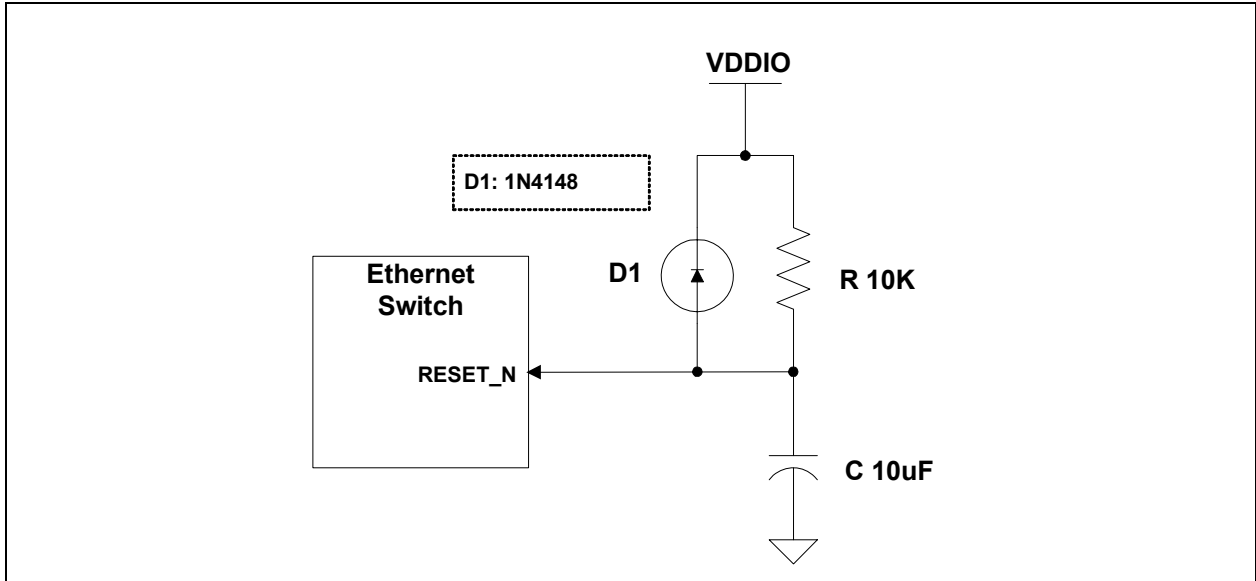 VDDIO
D1: 1N4148
D1
R 10K
Ethernet
Switch
RESET_N
C 10uF